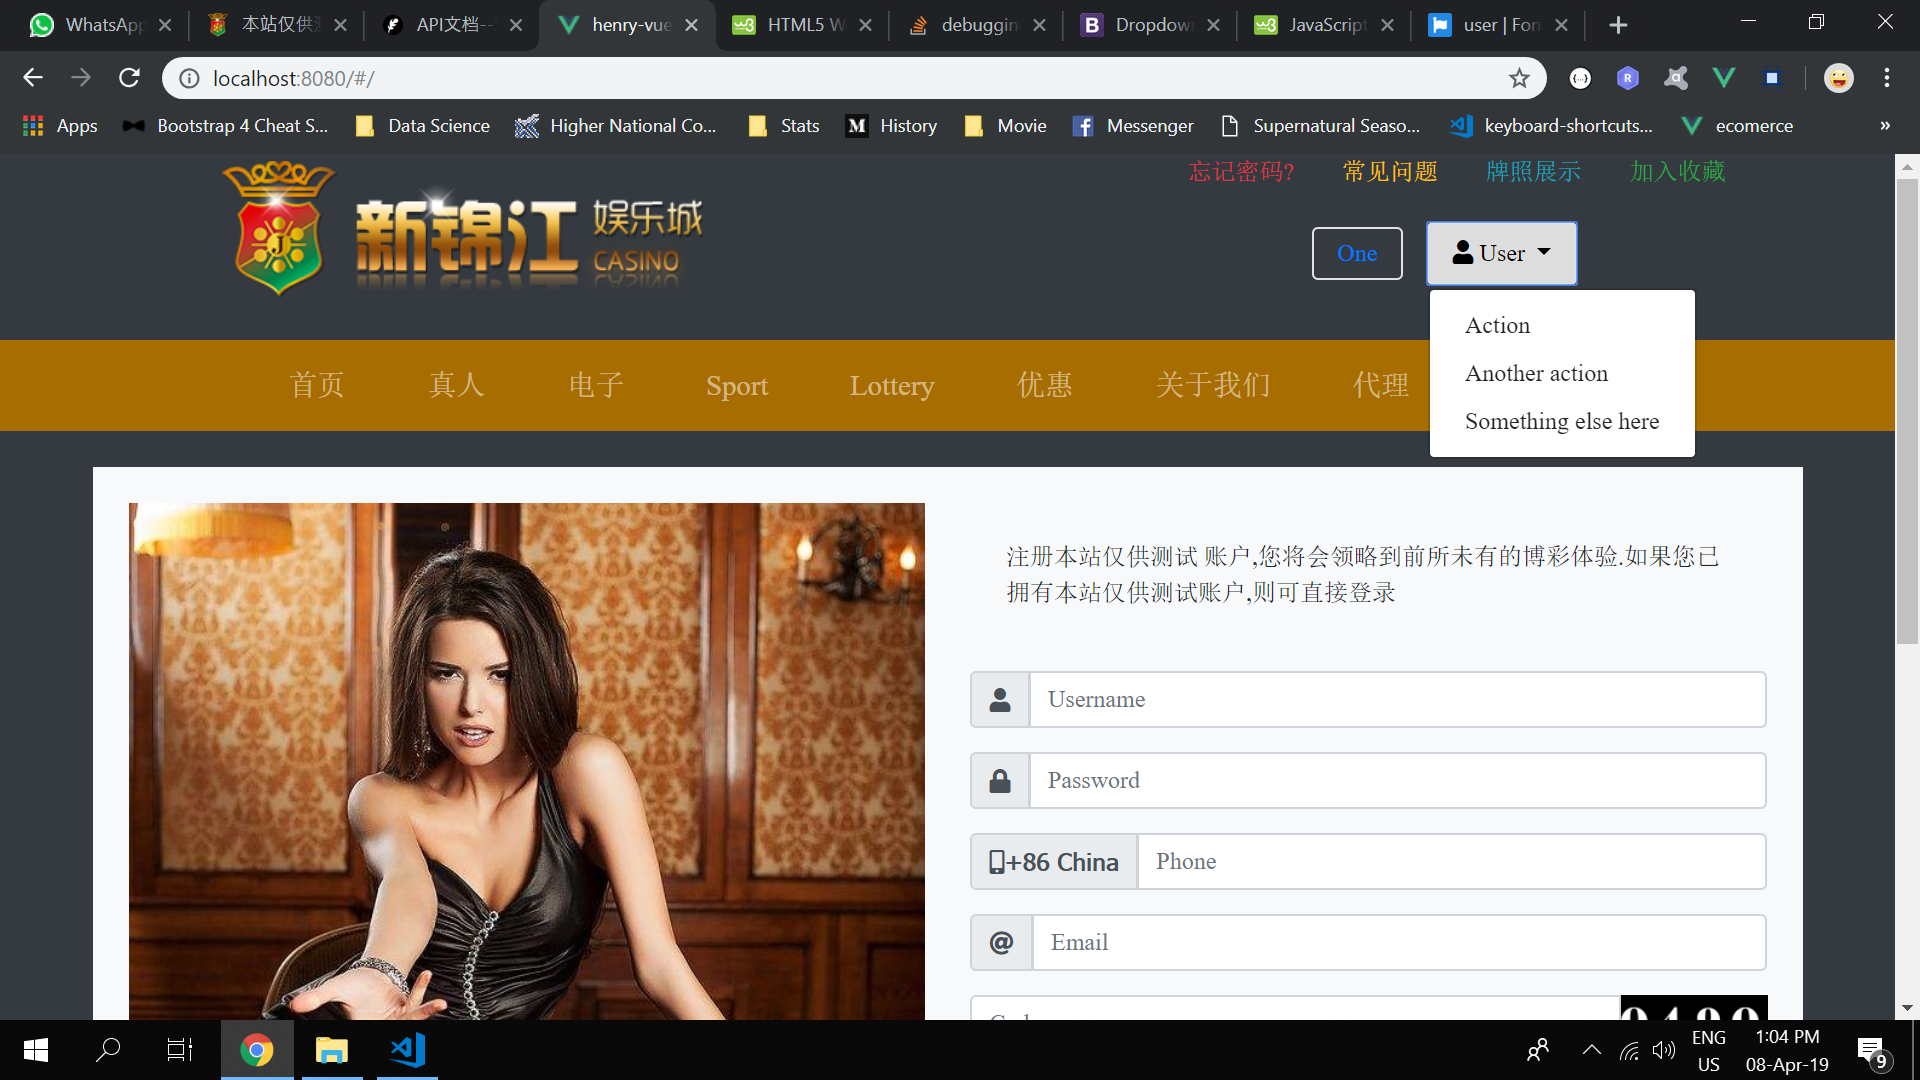 WhatsApp
本站仅供
API文档--
henry-vue
HTML5 W
debuggin
Dropdown
JavaScript
user | Fon
localhost:8080/#/
Apps
Bootstrap 4 Cheat S...
Data Science
Higher National Co...
Stats
M History
Movie
Messenger
Supernatural Seaso...
keyboard-shortcuts...
ecomerce
»
忘记密码?
常见问题
牌照展示
加入收藏
新锦江 娱乐城
CASINO
One
User
Action
Another action
Something else here
首页
真人
电子
Sport
Lottery
优惠
关于我们
代理
注册本站仅供测试 账户,您将会领略到前所未有的博彩体验.如果您已
拥有本站仅供测试账户,则可直接登录
Username
Password
+86 China
Phone
@
Email
ENG
US
1:04 PM
08-Apr-19
9